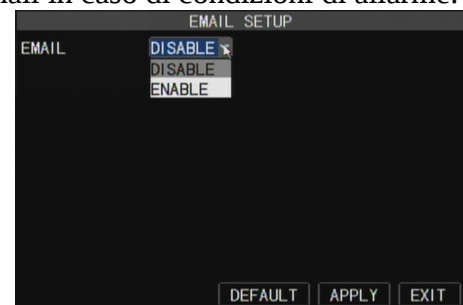 in caso di condizioni di allarme.
EMAIL SETUP
EMAIL DISABLE
DISABLE
ENABLE
DEFAULT APPLY EXIT